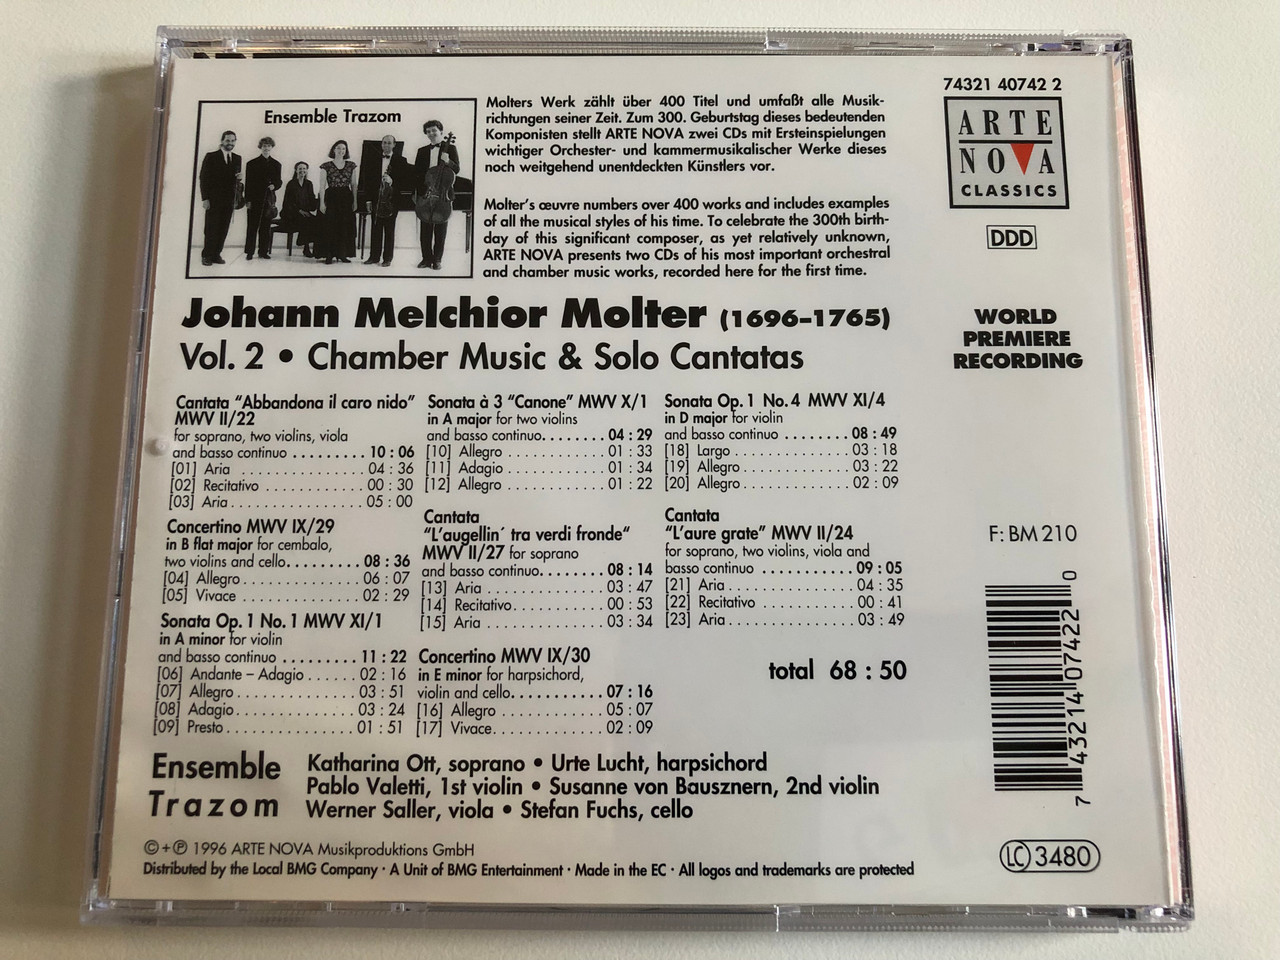 74321 40742 2
ARTE
NOVA
CLASSICS
DDD
Ensemble Trazom
Molters Werk zählt über 400 Titel und umfaßt alle Musik-
richtungen seiner Zeit. Zum 300. Geburtstag dieses bedeutenden
Komponisten stellt ARTE NOVA zwei CDs mit Ersteinspielungen
wichtiger Orchester- und kammermusikalischer Werke dieses
noch weitgehend unentdeckten Künstlers vor.
Molter's œuvre numbers over 400 works and includes examples
of all the musical styles of his time. To celebrate the 300th birth-
day of this significant composer, as yet relatively unknown,
ARTE NOVA presents two CDs of his most important orchestral
and chamber music works, recorded here for the first time.
Johann Melchior Molter (1696–1765)
Vol. 2 • Chamber Music & Solo Cantatas
WORLD
PREMIERE
RECORDING
Cantata "Abbandona il caro nido"
MWV II/22
for soprano, two violins, viola
and basso continuo ......... 10 : 06
[01] Aria ................ 04 : 36
[02] Recitativo ............. 00 : 30
[03] Aria ................. 05 : 00
Concertino MWV IX/29
in B flat major for cembalo,
two violins and cello........ 08 : 36
[04] Allegro ............... 06 : 07
[05] Vivace ................ 02 : 29
Sonata Op. 1 No. 1 MWV XI/1
in A minor for violin
and basso continuo ......... 11 : 22
[06] Andante – Adagio ....... 02 : 16
[07] Allegro ............... 03 : 51
[08] Adagio................ 03 : 24
[09] Presto ................ 01 : 51
Sonata à 3 "Canone" MWV X/1
in A major for two violins
and basso continuo........ 04 : 29
[10] Allegro ............. 01 : 33
[11] Adagio ............. 01 : 34
[12] Allegro ............. 01 : 22
Cantata
"L'augellin´ tra verdi fronde"
MWV II/27 for soprano
and basso continuo........ 08 : 14
[13] Aria ............... 03 : 47
[14] Recitativo............ 00 : 53
[15] Aria ............... 03 : 34
Concertino MWV IX/30
in E minor for harpsichord,
violin and cello........... 07 : 16
[16] Allegro ............. 05 : 07
[17] Vivace.............. 02 : 09
Sonata Op. 1 No. 4 MWV XI/4
in D major for violin
and basso continuo ........ 08 : 49
[18] Largo .............. 03 : 18
[19] Allegro ............. 03 : 22
[20] Allegro ............. 02 : 09
Cantata
"L'aure grate" MWV II/24
for soprano, two violins, viola and
basso continuo ........... 09 : 05
[21] Aria ............... 04 : 35
[22] Recitativo ........... 00 : 41
[23] Aria ............... 03 : 49
total 68 : 50
F: BM 210
7 43214 07422 0
Ensemble
Trazom
Katharina Ott, soprano • Urte Lucht, harpsichord
Pablo Valetti, 1st violin • Susanne von Bausznern, 2nd violin
Werner Saller, viola • Stefan Fuchs, cello
© + ℗ 1996 ARTE NOVA Musikproduktions GmbH
Distributed by the Local BMG Company · A Unit of BMG Entertainment · Made in the EC · All logos and trademarks are protected
LC 3480